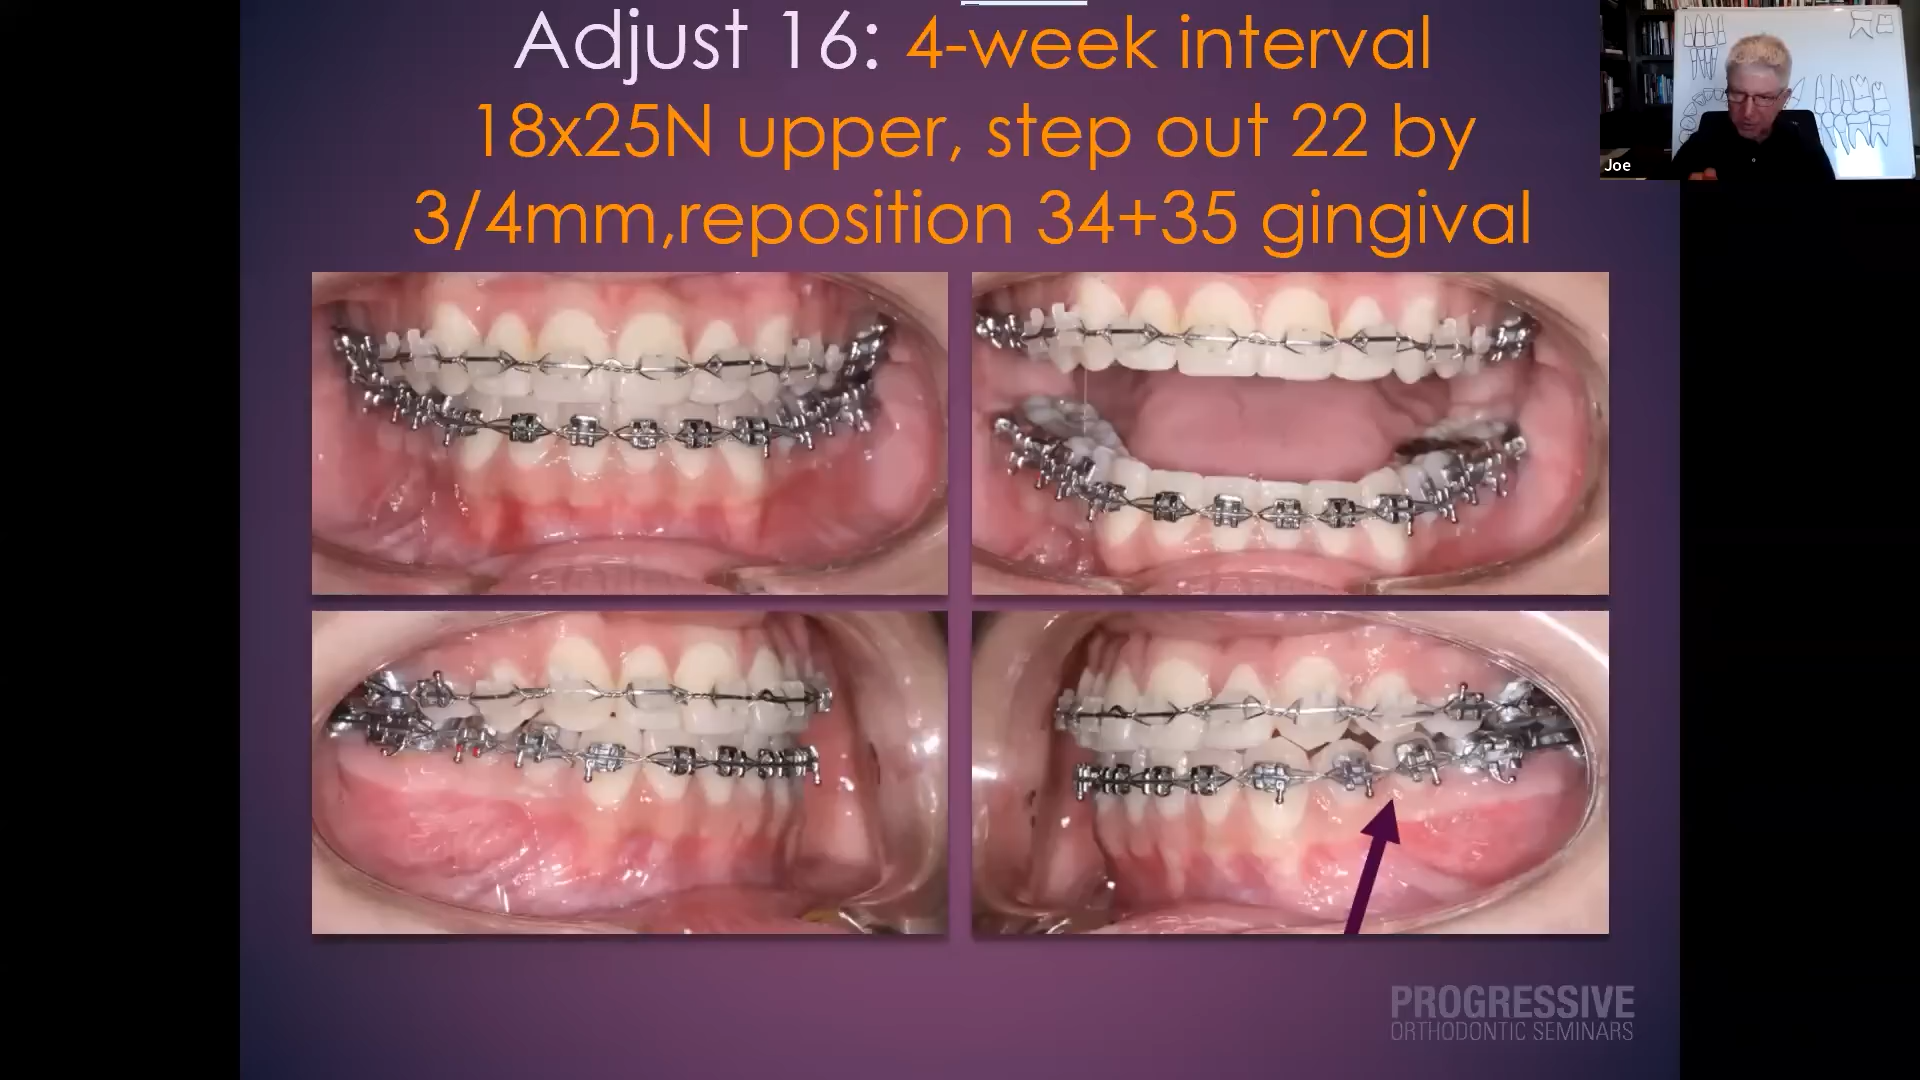 Adjust 16: 4-week interval
18x25N upper, step out 22 by
3/4mm,reposition 34+35 gingival
Joe
PROGRESSIVE
ORTHODONTIC SEMINARS